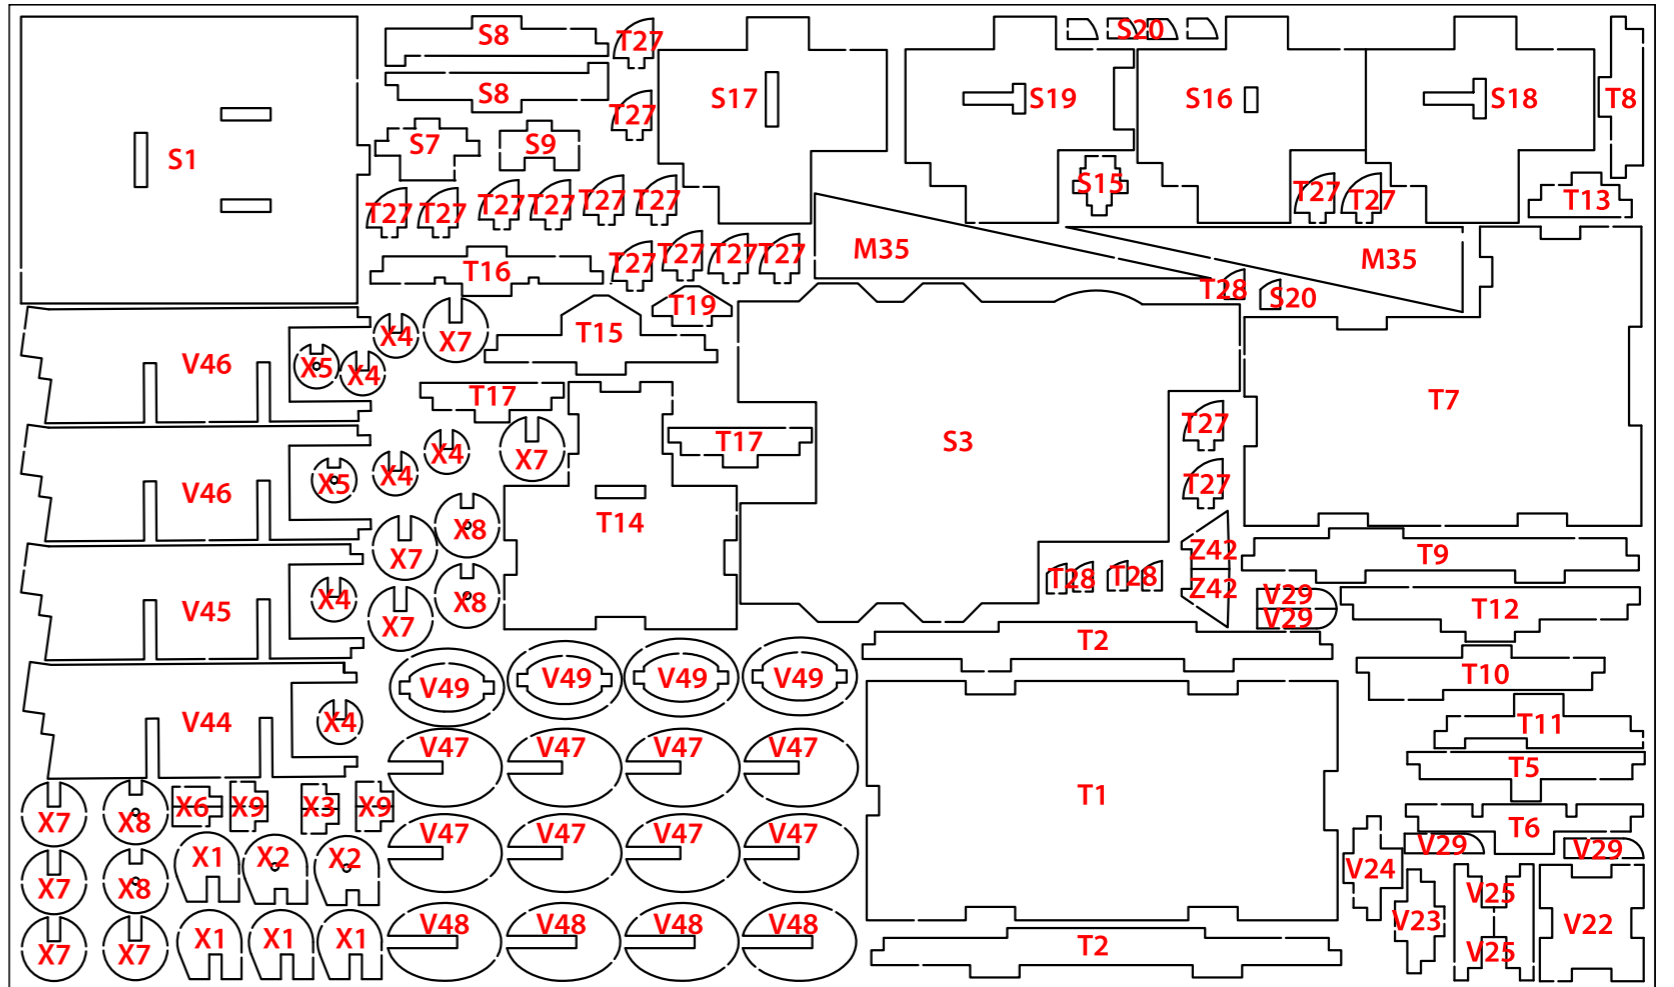 S8
T27
S20
S17
S19
S16
S18
T8
S8
T27
S1
S7
S9
S15
T27
T27
T27
T27
T27
T27
T27
T27
T13
T16
T27
T27
T27
T27
M35
M35
T28
S20
T19
X4
X7
T15
V46
X5
X4
T17
T7
T17
S3
T27
X4
X7
V46
X5
X4
T27
T14
X8
X7
Z42
T9
T28
T28
Z42
V29
V29
T12
V45
X4
X8
X7
T2
T10
V49
V49
V49
V49
V44
X4
T11
V47
V47
V47
V47
T5
T1
X6
X9
X3
X9
X7
X8
T6
V29
V29
X1
X2
X2
V47
V47
V47
V47
V24
X7
X8
V25
V23
V22
V48
V48
V48
V48
X7
X7
X1
X1
X1
T2
V25